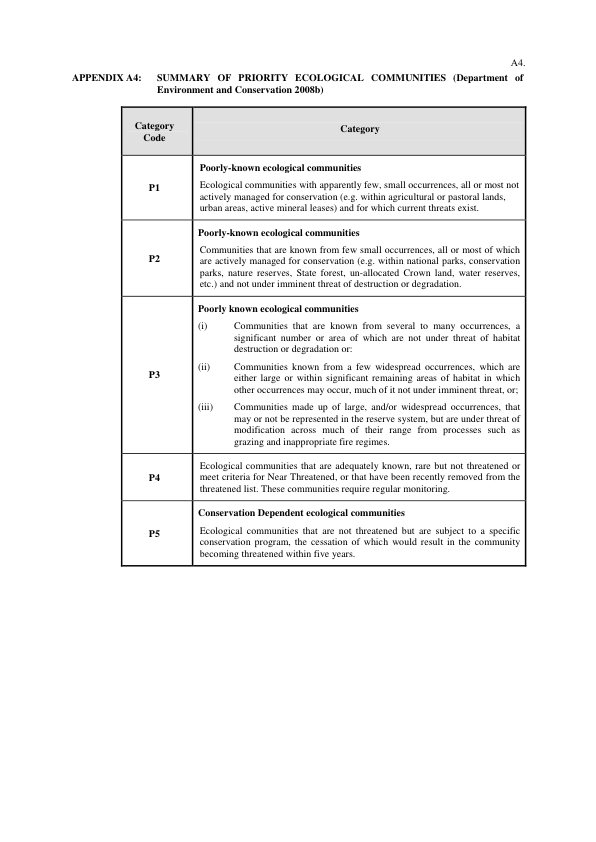 A4.
APPENDIX A4: SUMMARY OF PRIORITY ECOLOGICAL COMMUNITIES (Department of
Environment and Conservation 2008b)
Category
Code
Category
P1
Poorly-known ecological communities
Ecological communities with apparently few, small occurrences, all or most not
actively managed for conservation (e.g. within agricultural or pastoral lands,
urban areas, active mineral leases) and for which current threats exist.
P2
Poorly-known ecological communities
Communities that are known from few small occurrences, all or most of which
are actively managed for conservation (e.g. within national parks, conservation
parks, nature reserves, State forest, un-allocated Crown land, water reserves,
etc.) and not under imminent threat of destruction or degradation.
P3
Poorly known ecological communities
(i) Communities that are known from several to many occurrences, a
significant number or area of which are not under threat of habitat
destruction or degradation or:
(ii) Communities known from a few widespread occurrences, which are
either large or within significant remaining areas of habitat in which
other occurrences may occur, much of it not under imminent threat, or;
(iii) Communities made up of large, and/or widespread occurrences, that
may or not be represented in the reserve system, but are under threat of
modification across much of their range from processes such as
grazing and inappropriate fire regimes.
P4
Ecological communities that are adequately known, rare but not threatened or
meet criteria for Near Threatened, or that have been recently removed from the
threatened list. These communities require regular monitoring.
P5
Conservation Dependent ecological communities
Ecological communities that are not threatened but are subject to a specific
conservation program, the cessation of which would result in the community
becoming threatened within five years.